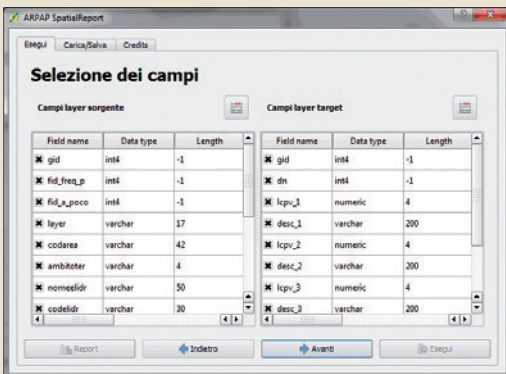 ARPAP SpatialReport
Esegui Carica/Salva Credits
Selezione dei campi
Campi layer sorgente
Field name Data type Length
gid int4 -1
fid_freq_p int4 -1
fid_a_poco int4 -1
layer varchar 17
codarea varchar 42
ambitoter varchar 4
nomeelidr varchar 50
codelidr varchar 30
Campi layer target
Field name Data type Length
gid int4 -1
dn int4 -1
lcpv_1 numeric 4
desc_1 varchar 200
lcpv_2 numeric 4
desc_2 varchar 200
lcpv_3 numeric 4
desc_3 varchar 200
Report Indietro Avanti Esegui